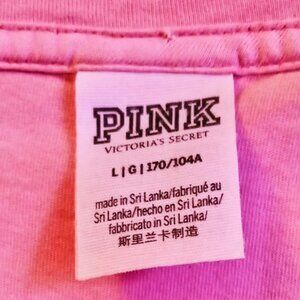 PINK
VICTORIA'S SECRET
L | G | 170/104A
made in Sri Lanka/fabriqué au
Sri Lanka/hecho en Sri Lanka/
fabbricato in Sri Lanka/
斯里兰卡制造